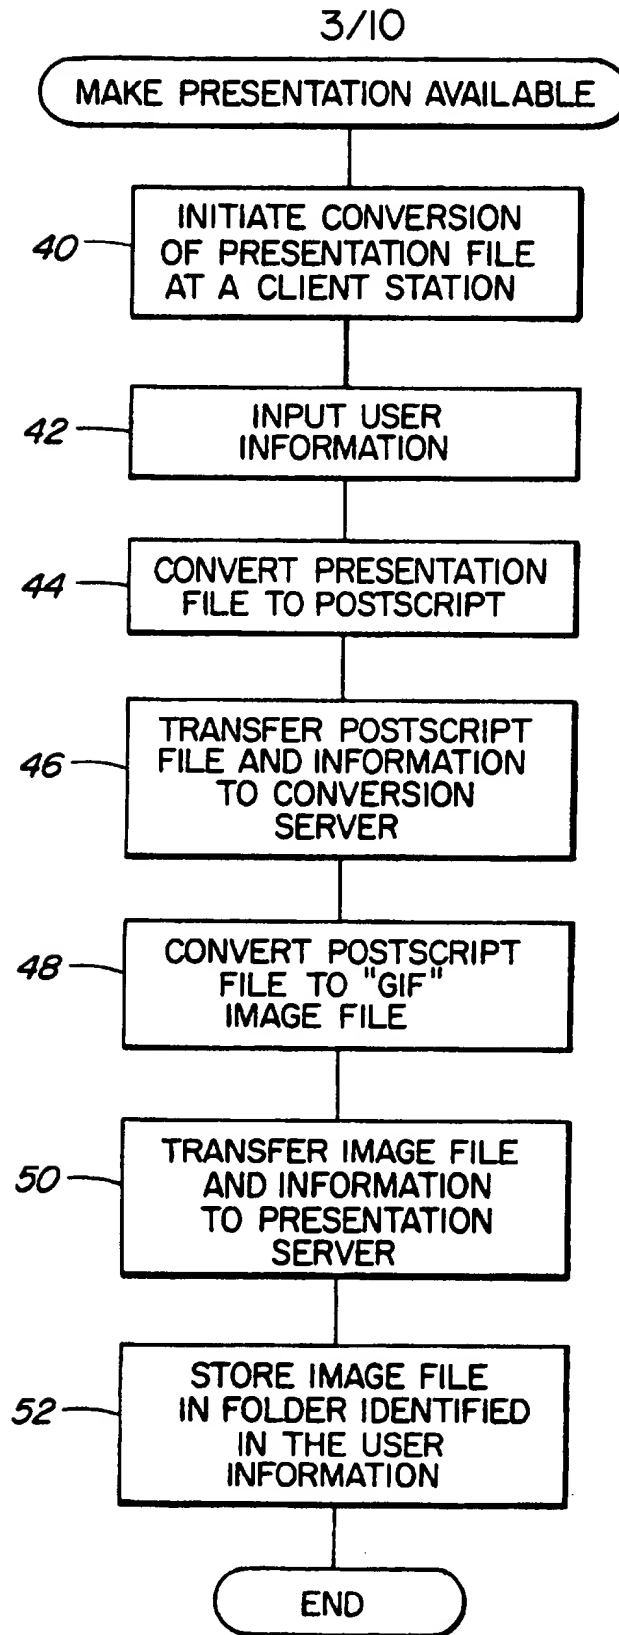 3/10
MAKE PRESENTATION AVAILABLE
40
INITIATE CONVERSION
OF PRESENTATION FILE
AT A CLIENT STATION
42
INPUT USER
INFORMATION
44
CONVERT PRESENTATION
FILE TO POSTSCRIPT
46
TRANSFER POSTSCRIPT
FILE AND INFORMATION
TO CONVERSION
SERVER
48
CONVERT POSTSCRIPT
FILE TO "GIF"
IMAGE FILE
50
TRANSFER IMAGE FILE
AND INFORMATION
TO PRESENTATION
SERVER
52
STORE IMAGE FILE
IN FOLDER IDENTIFIED
IN THE USER
INFORMATION
END